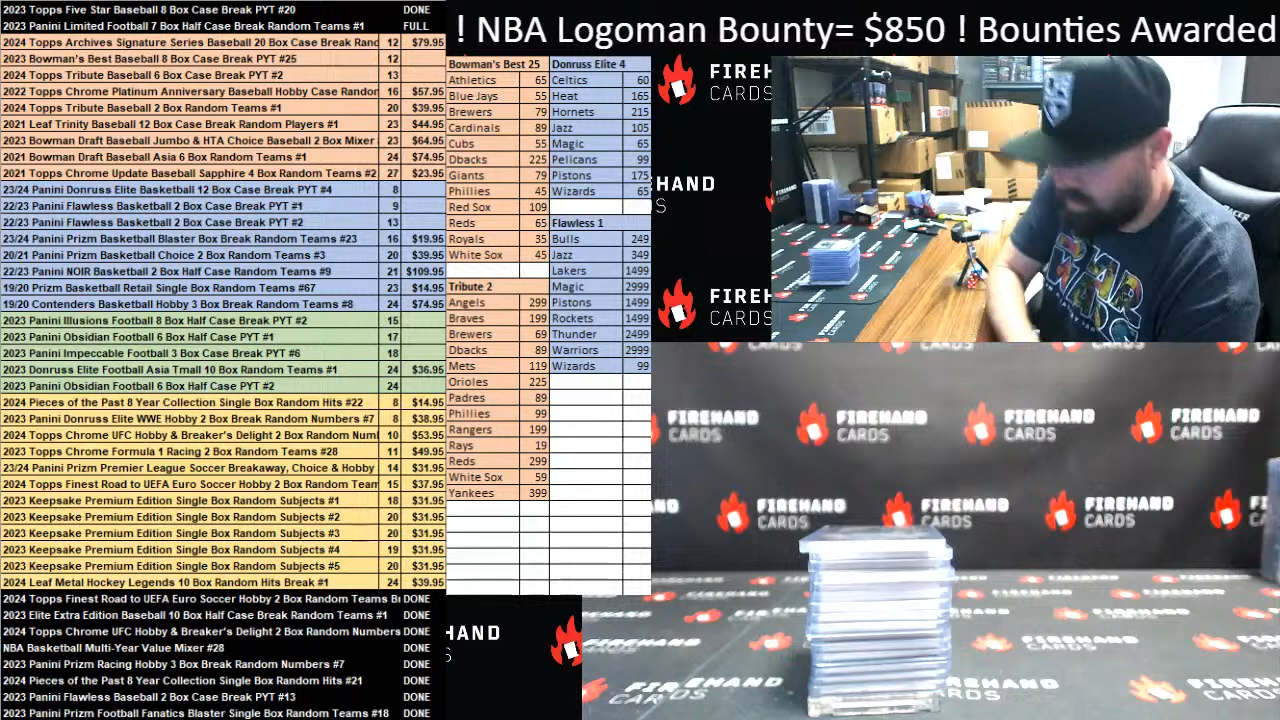 2023 Topps Five Star Baseball 8 Box Case Break PYT #20 DONE
2023 Panini Limited Football 7 Box Half Case Break Random Teams #1 FULL
2024 Topps Archives Signature Series Baseball 20 Box Case Break Rand 12 $79.95
2023 Bowman's Best Baseball 8 Box Case Break PYT #25 12
2024 Topps Tribute Baseball 6 Box Case Break PYT #2 13
2022 Topps Chrome Platinum Anniversary Baseball Hobby Case Randor 16 $57.95
2024 Topps Tribute Baseball 2 Box Random Teams #1 20 $39.95
2021 Leaf Trinity Baseball 12 Box Case Break Random Players #1 23 $44.95
2023 Bowman Draft Baseball Jumbo & HTA Choice Baseball 2 Box Mixer 23 $64.95
2021 Bowman Draft Baseball Asia 6 Box Random Teams #1 24 $74.95
2021 Topps Chrome Update Baseball Sapphire 4 Box Random Teams #2 27 $23.95
23/24 Panini Donruss Elite Basketball 12 Box Case Break PYT #4 8
22/23 Panini Flawless Basketball 2 Box Case Break PYT #1 9
22/23 Panini Flawless Basketball 2 Box Case Break PYT #2 13
23/24 Panini Prizm Basketball Blaster Box Break Random Teams #23 16 $19.95
20/21 Panini Prizm Basketball Choice 2 Box Random Teams #3 20 $39.95
22/23 Panini NOIR Basketball 2 Box Half Case Random Teams #9 21 $109.95
19/20 Prizm Basketball Retail Single Box Random Teams #67 23 $14.95
19/20 Contenders Basketball Hobby 3 Box Break Random Teams #8 24 $74.95
2023 Panini Illusions Football 8 Box Half Case Break PYT #2 15
2023 Panini Obsidian Football 6 Box Half Case PYT #1 17
2023 Panini Impeccable Football 3 Box Case Break PYT #6 18
2023 Donruss Elite Football Asia Tmall 10 Box Random Teams #1 24 $36.95
2023 Panini Obsidian Football 6 Box Half Case PYT #2 24
2024 Pieces of the Past 8 Year Collection Single Box Random Hits #22 8 $14.95
2023 Panini Donruss Elite WWE Hobby 2 Box Break Random Numbers #7 8 $38.95
2024 Topps Chrome UFC Hobby & Breaker's Delight 2 Box Random Numl 10 $53.95
2023 Topps Chrome Formula 1 Racing 2 Box Random Teams #28 11 $49.95
23/24 Panini Prizm Premier League Soccer Breakaway, Choice & Hobby 14 $31.95
2024 Topps Finest Road to UEFA Euro Soccer Hobby 2 Box Random Team 15 $37.95
2023 Keepsake Premium Edition Single Box Random Subjects #1 18 $31.95
2023 Keepsake Premium Edition Single Box Random Subjects #2 20 $31.95
2023 Keepsake Premium Edition Single Box Random Subjects #3 20 $31.95
2023 Keepsake Premium Edition Single Box Random Subjects #4 19 $31.95
2023 Keepsake Premium Edition Single Box Random Subjects #5 20 $31.95
2024 Leaf Metal Hockey Legends 10 Box Random Hits Break #1 24 $39.95
2024 Topps Finest Road to UEFA Euro Soccer Hobby 2 Box Random Teams Br DONE
2023 Elite Extra Edition Baseball 10 Box Half Case Break Random Teams #1 DONE
2024 Topps Chrome UFC Hobby & Breaker's Delight 2 Box Random Numbers DONE
NBA Basketball Multi-Year Value Mixer #28 DONE
2023 Panini Prizm Racing Hobby 3 Box Break Random Numbers #7 DONE
2024 Pieces of the Past 8 Year Collection Single Box Random Hits #21 DONE
2023 Panini Flawless Baseball 2 Box Case Break PYT #13 DONE
2023 Panini Prizm Football Fanatics Blaster Single Box Random Teams #18 DONE
! NBA Logoman Bounty= $850 ! Bounties Awarded
Bowman's Best 25
Athletics 65
Blue Jays 55
Brewers 79
Cardinals 89
Cubs 55
Dbacks 225
Giants 79
Phillies 45
Red Sox 109
Reds 65
Royals 35
White Sox 45
Tribute 2
Angels 299
Braves 199
Brewers 69
Dbacks 89
Mets 119
Orioles 225
Padres 89
Phillies 99
Rangers 199
Rays 19
Reds 299
White Sox 59
Yankees 399
Donruss Elite 4
Celtics 60
Heat 165
Hornets 215
Jazz 105
Magic 65
Pelicans 99
Pistons 175
Wizards 65
Flawless 1
Bulls 249
Jazz 349
Lakers 1499
Magic 2999
Pistons 1499
Rockets 1499
Thunder 2499
Warriors 2999
Wizards 99
FIREH
CARDS
HAND
S
FIREH
CARDS
HAND
S
FIREHAND
CARDS
FIREHAND
CARDS
FIREHAND
CARDS
FIREHAND
CARDS
FIREHAND
CARDS
FIREHAND
CARDS